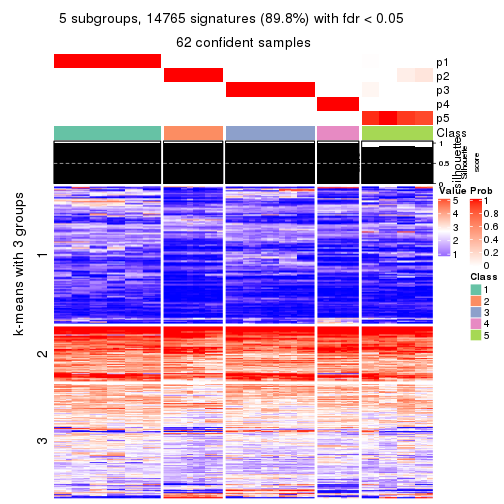 5 subgroups, 14765 signatures (89.8%) with fdr < 0.05
62 confident samples
p1
p2
p3
p4
p5
Class
1
0.5
0
silhouette
Silhouette
score
k-means with 3 groups
1
2
3
Value
5
4
3
2
1
Prob
1
0.8
0.6
0.4
0.2
0
Class
1
2
3
4
5